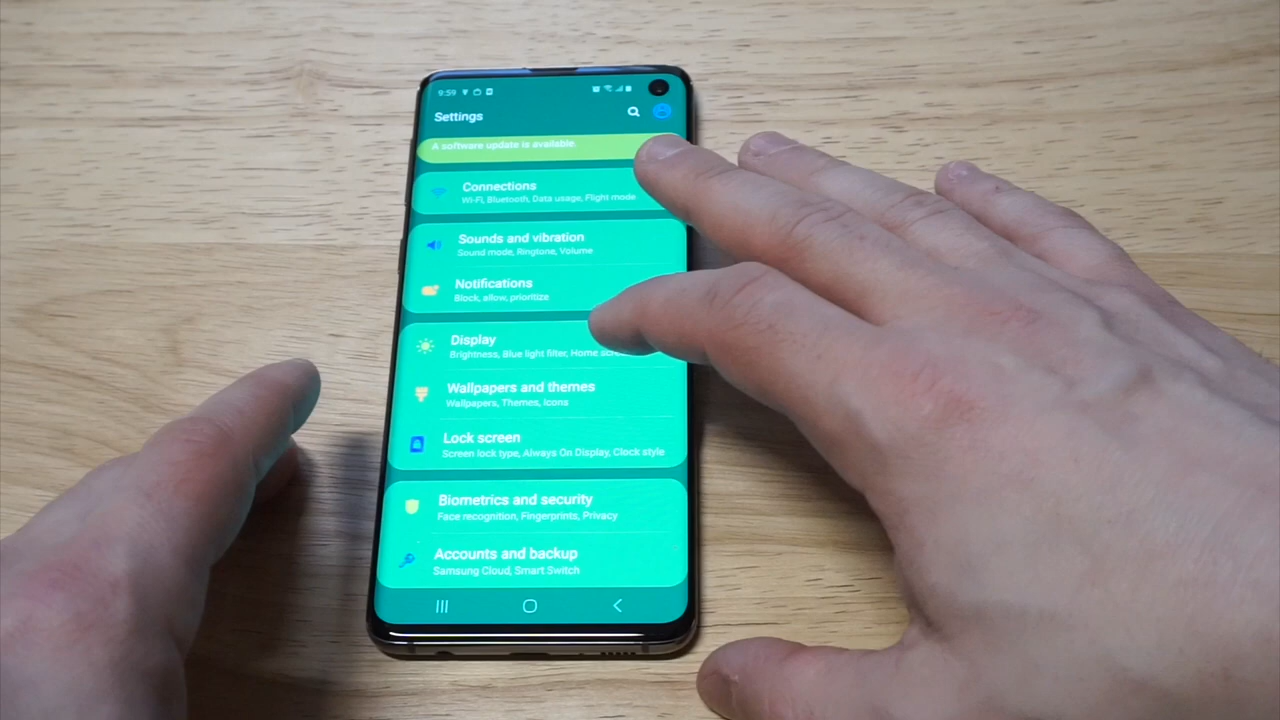 9:59
Settings
A software update is available.
Connections
Wi-Fi, Bluetooth, Data usage, Flight mode
Sounds and vibration
Sound mode, Ringtone, Volume
Notifications
Block, allow, prioritize
Display
Brightness, Blue light filter, Home
Wallpapers and themes
Wallpapers, Themes, Icons
Lock screen
Screen lock type, Always On Display, Clock style
Biometrics and security
Face recognition, Fingerprints, Privacy
Accounts and backup
Samsung Cloud, Smart Switch